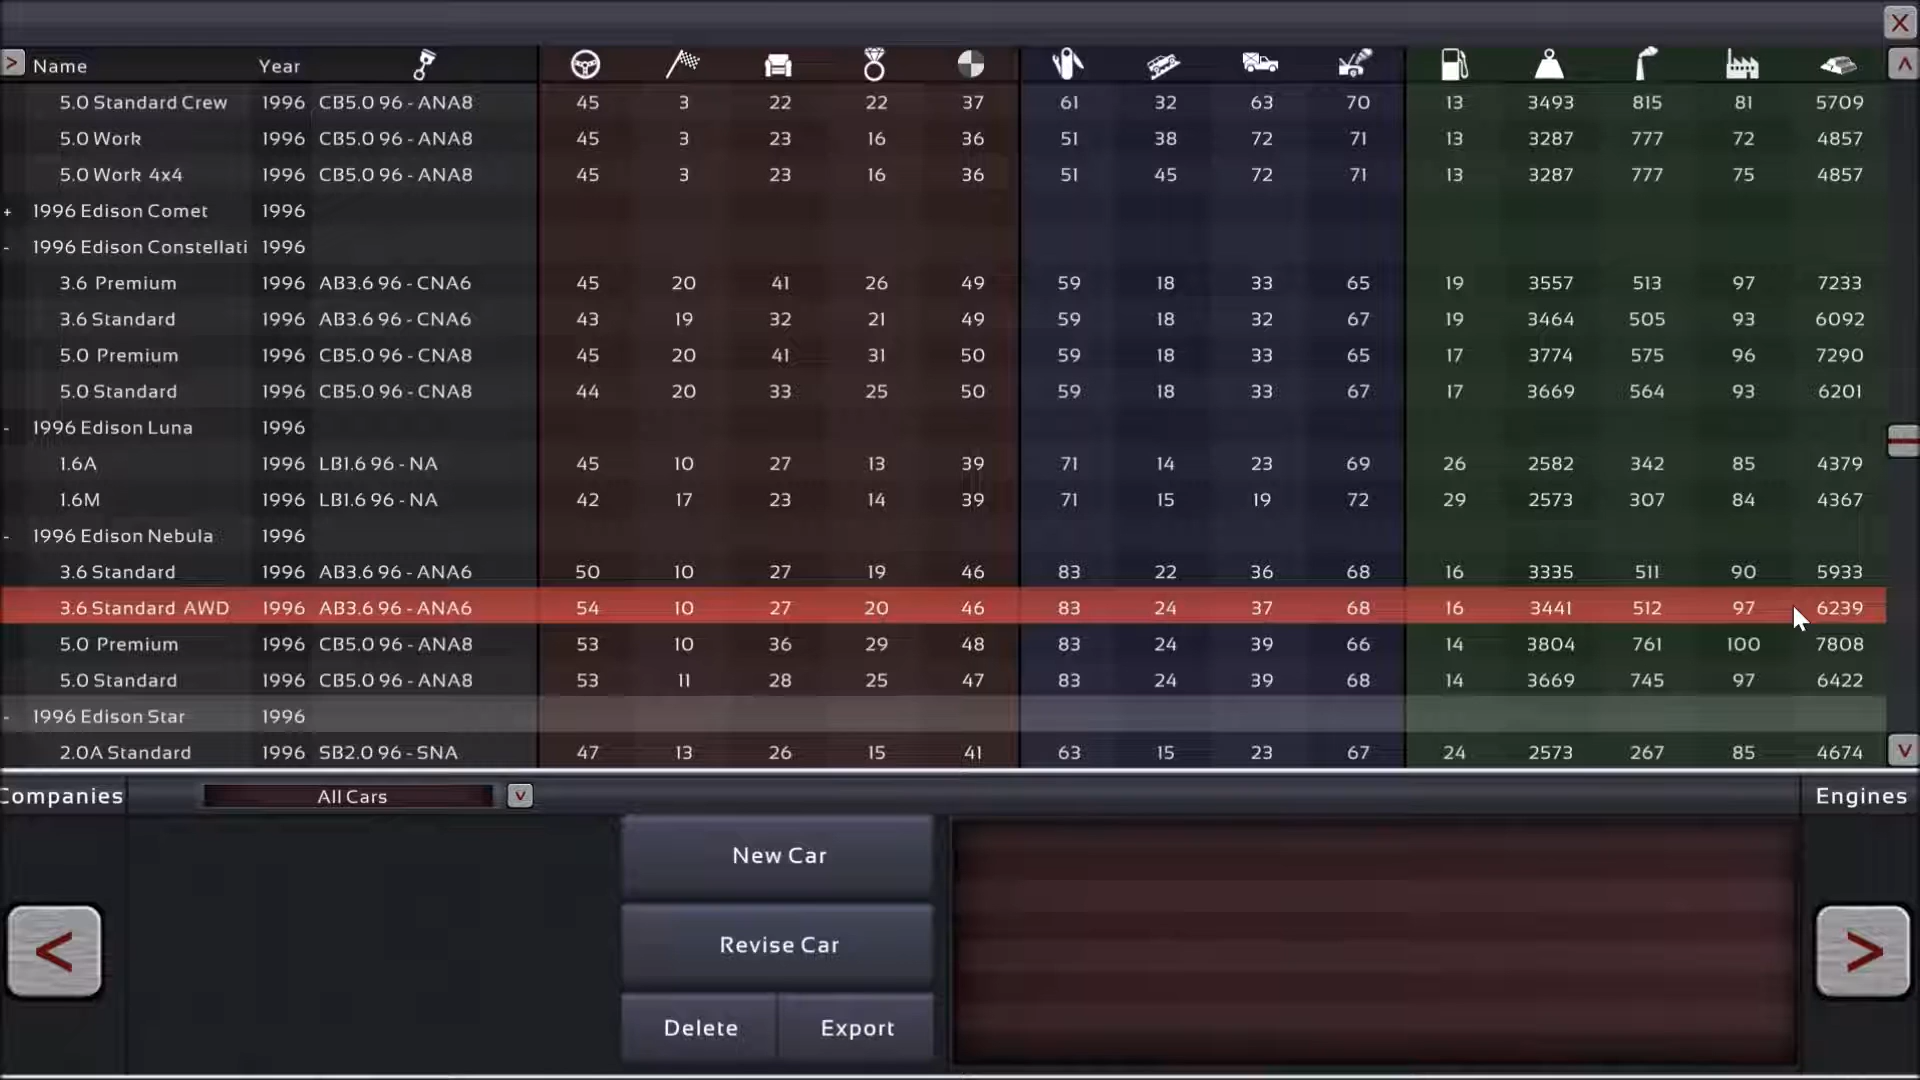 Name Year
5.0 Standard Crew 1996 CB5.0 96 - ANA8 45 3 22 22 37 61 32 63 70 13 3493 815 81 5709
5.0 Work 1996 CB5.0 96 - ANA8 45 3 23 16 36 51 38 72 71 13 3287 777 72 4857
5.0 Work 4x4 1996 CB5.0 96 - ANA8 45 3 23 16 36 51 45 72 71 13 3287 777 75 4857
+ 1996 Edison Comet 1996
- 1996 Edison Constellati 1996
3.6 Premium 1996 AB3.6 96 - CNA6 45 20 41 26 49 59 18 33 65 19 3557 513 97 7233
3.6 Standard 1996 AB3.6 96 - CNA6 43 19 32 21 49 59 18 32 67 19 3464 505 93 6092
5.0 Premium 1996 CB5.0 96 - CNA8 45 20 41 31 50 59 18 33 65 17 3774 575 96 7290
5.0 Standard 1996 CB5.0 96 - CNA8 44 20 33 25 50 59 18 33 67 17 3669 564 93 6201
- 1996 Edison Luna 1996
1.6A 1996 LB1.6 96 - NA 45 10 27 13 39 71 14 23 69 26 2582 342 85 4379
1.6M 1996 LB1.6 96 - NA 42 17 23 14 39 71 15 19 72 29 2573 307 84 4367
- 1996 Edison Nebula 1996
3.6 Standard 1996 AB3.6 96 - ANA6 50 10 27 19 46 83 22 36 68 16 3335 511 90 5933
3.6 Standard AWD 1996 AB3.6 96 - ANA6 54 10 27 20 46 83 24 37 68 16 3441 512 97 6239
5.0 Premium 1996 CB5.0 96 - ANA8 53 10 36 29 48 83 24 39 66 14 3804 761 100 7808
5.0 Standard 1996 CB5.0 96 - ANA8 53 11 28 25 47 83 24 39 68 14 3669 745 97 6422
- 1996 Edison Star 1996
2.0A Standard 1996 SB2.0 96 - SNA 47 13 26 15 41 63 15 23 67 24 2573 267 85 4674
Companies All Cars Engines
New Car
Revise Car
Delete Export